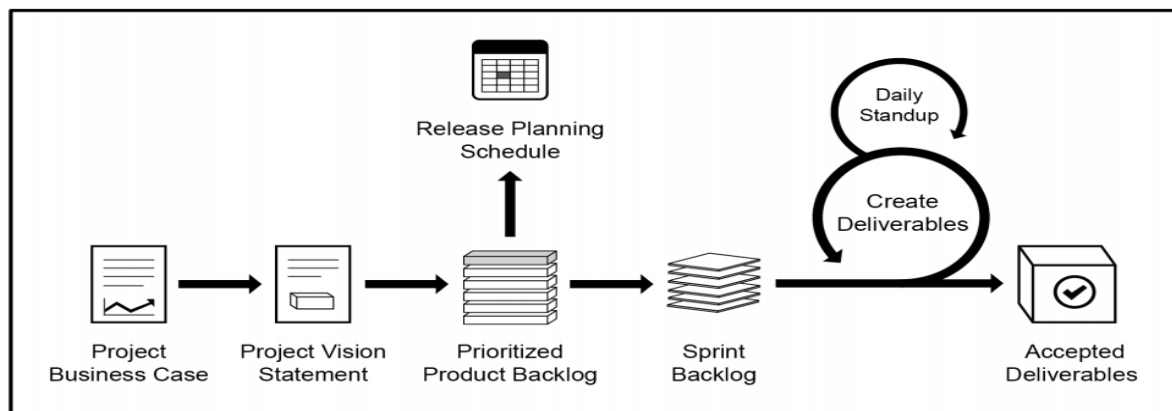 Release Planning
Schedule
Daily
Standup
Create
Deliverables
Project
Business Case
Project Vision
Statement
Prioritized
Product Backlog
Sprint
Backlog
Accepted
Deliverables